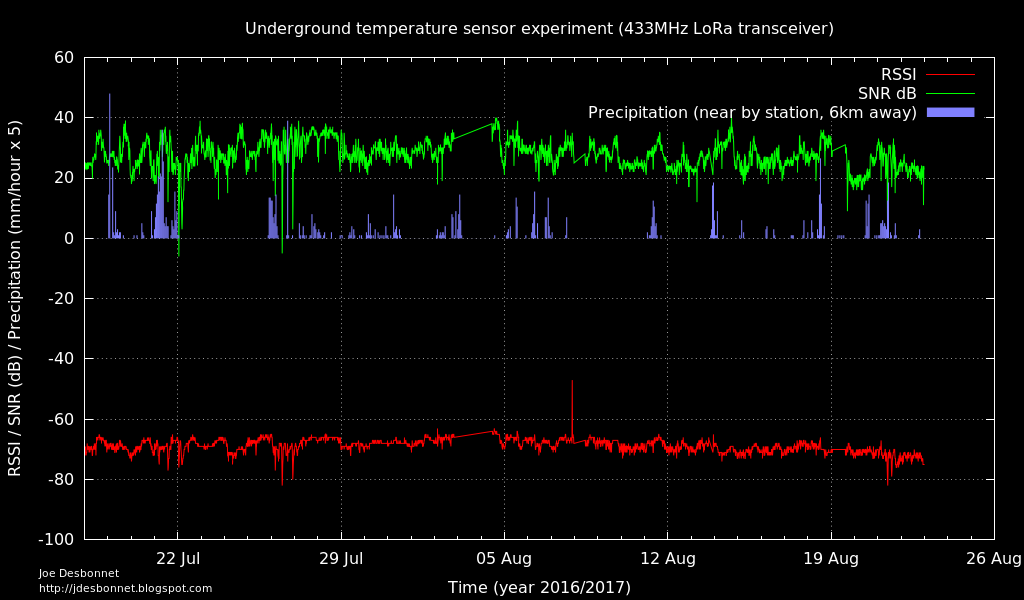 Underground temperature sensor experiment (433MHz LoRa transceiver)
RSSI
SNR dB
Precipitation (near by station, 6km away)
RSSI / SNR (dB) / Precipitation (mm/hour x 5)
60
40
20
0
-20
-40
-60
-80
-100
22 Jul
29 Jul
05 Aug
12 Aug
19 Aug
26 Aug
Time (year 2016/2017)
Joe Desbonnet
http://jdesbonnet.blogspot.com